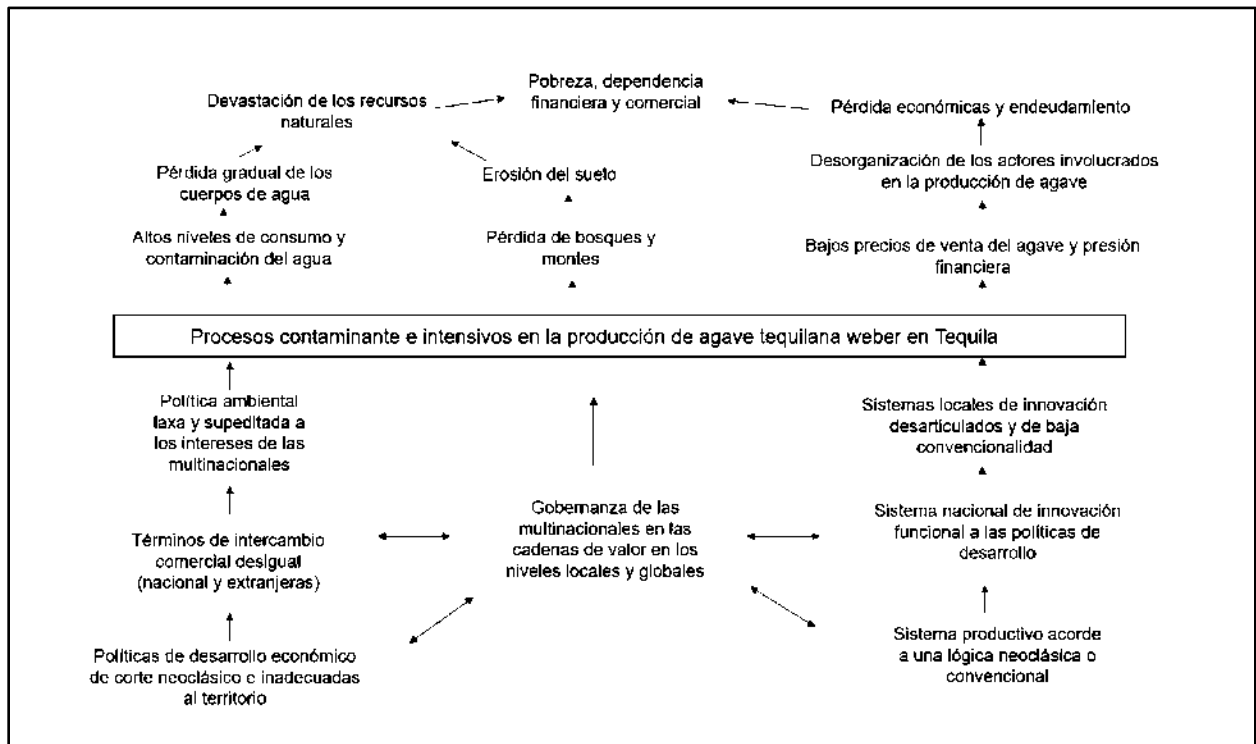 Pobreza, dependencia
financiera y comercial
Devastación de los recursos
naturales
Pérdida económicas y endeudamiento
Pérdida gradual de los
cuerpos de agua
Erosión del suelo
Desorganización de los actores involucrados
en la producción de agave
Altos niveles de consumo y
contaminación del agua
Pérdida de bosques y
montes
Bajos precios de venta del agave y presión
financiera
Procesos contaminante e intensivos en la producción de agave tequilana weber en Tequila
Política ambiental
laxa y supeditada a
los intereses de las
multinacionales
Sistemas locales de innovación
desarticulados y de baja
convencionalidad
Términos de intercambio
comercial desigual
(nacional y extranjeras)
Gobernanza de las
multinacionales en las
cadenas de valor en los
niveles locales y globales
Sistema nacional de innovación
funcional a las políticas de
desarrollo
Políticas de desarrollo económico
de corte neoclásico e inadecuadas
al territorio
Sistema productivo acorde
a una lógica neoclásica o
convencional